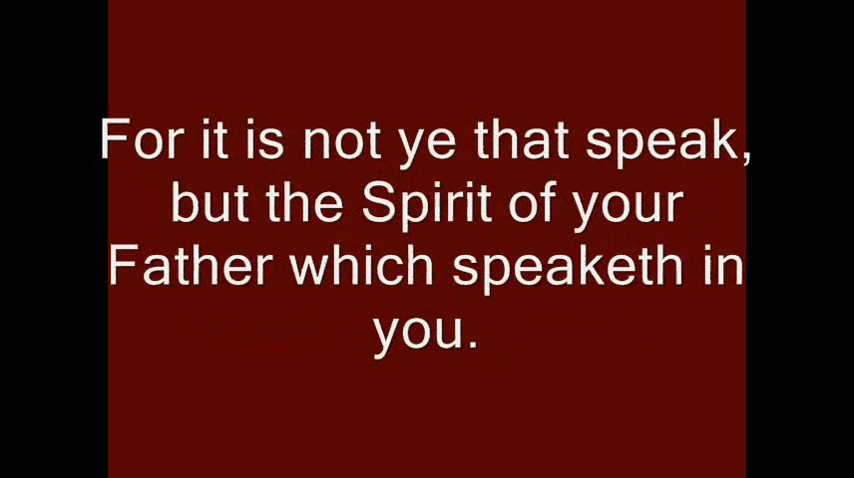 For it is not ye that speak,
but the Spirit of your
Father which speaketh in
you.